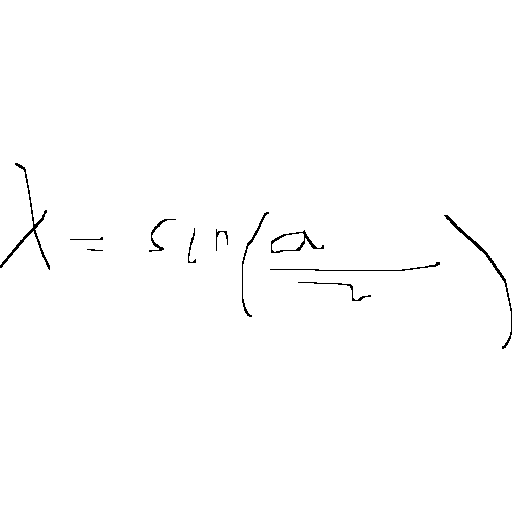 λ = sin(a/2)